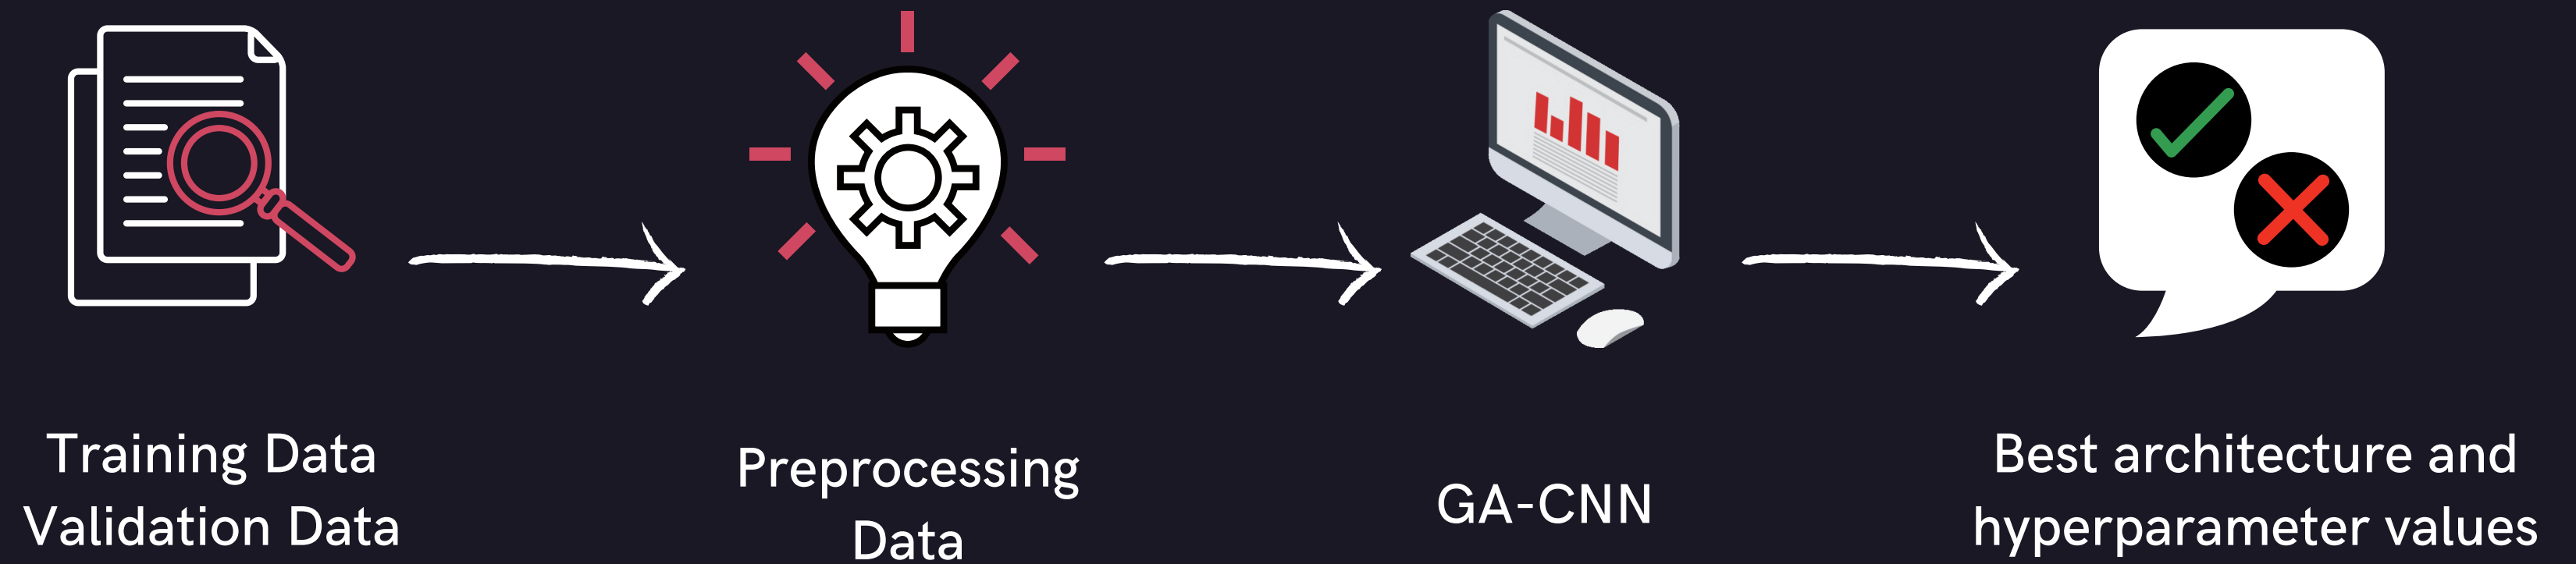 Training Data
Validation Data
Preprocessing
Data
GA-CNN
Best architecture and
hyperparameter values